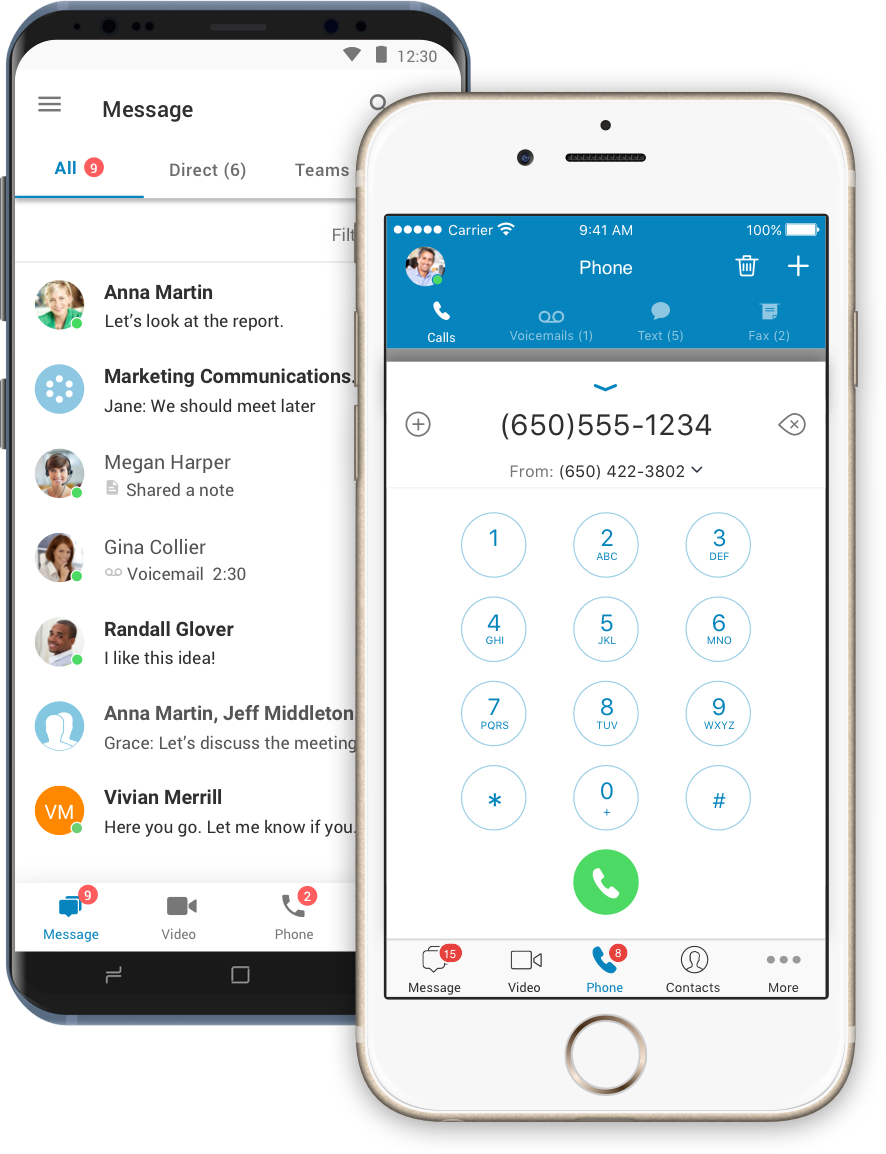 12:30
Message
All 9
Direct (6)
Teams
Filt
Anna Martin
Let's look at the report.
Marketing Communications.
Jane: We should meet later
Megan Harper
Shared a note
Gina Collier
Voicemail 2:30
Randall Glover
I like this idea!
Anna Martin, Jeff Middleton
Grace: Let's discuss the meeting
VM
Vivian Merrill
Here you go. Let me know if you.
9
Message
Video
2
Phone
Carrier
9:41 AM
100%
Phone
Calls
Voicemails (1)
Text (5)
Fax (2)
(650)555-1234
From: (650) 422-3802
1
2
ABC
3
DEF
4
GHI
5
JKL
6
MNO
7
PQRS
8
TUV
9
WXYZ
*
0
+
#
15
Message
Video
8
Phone
Contacts
More